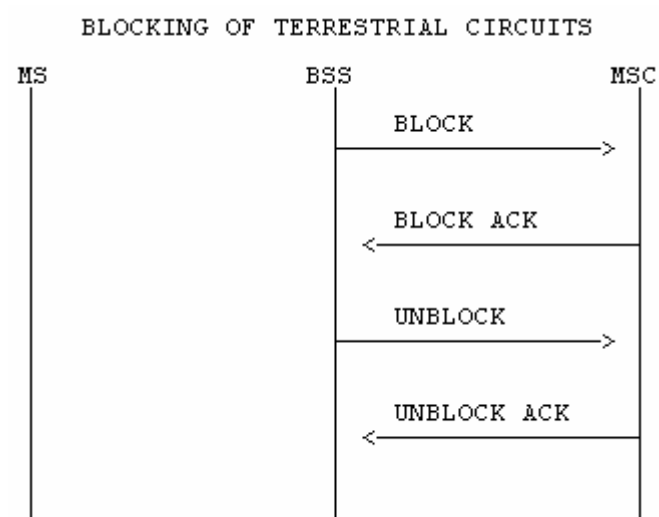 BLOCKING OF TERRESTRIAL CIRCUITS
MS BSS MSC
BLOCK
BLOCK ACK
UNBLOCK
UNBLOCK ACK